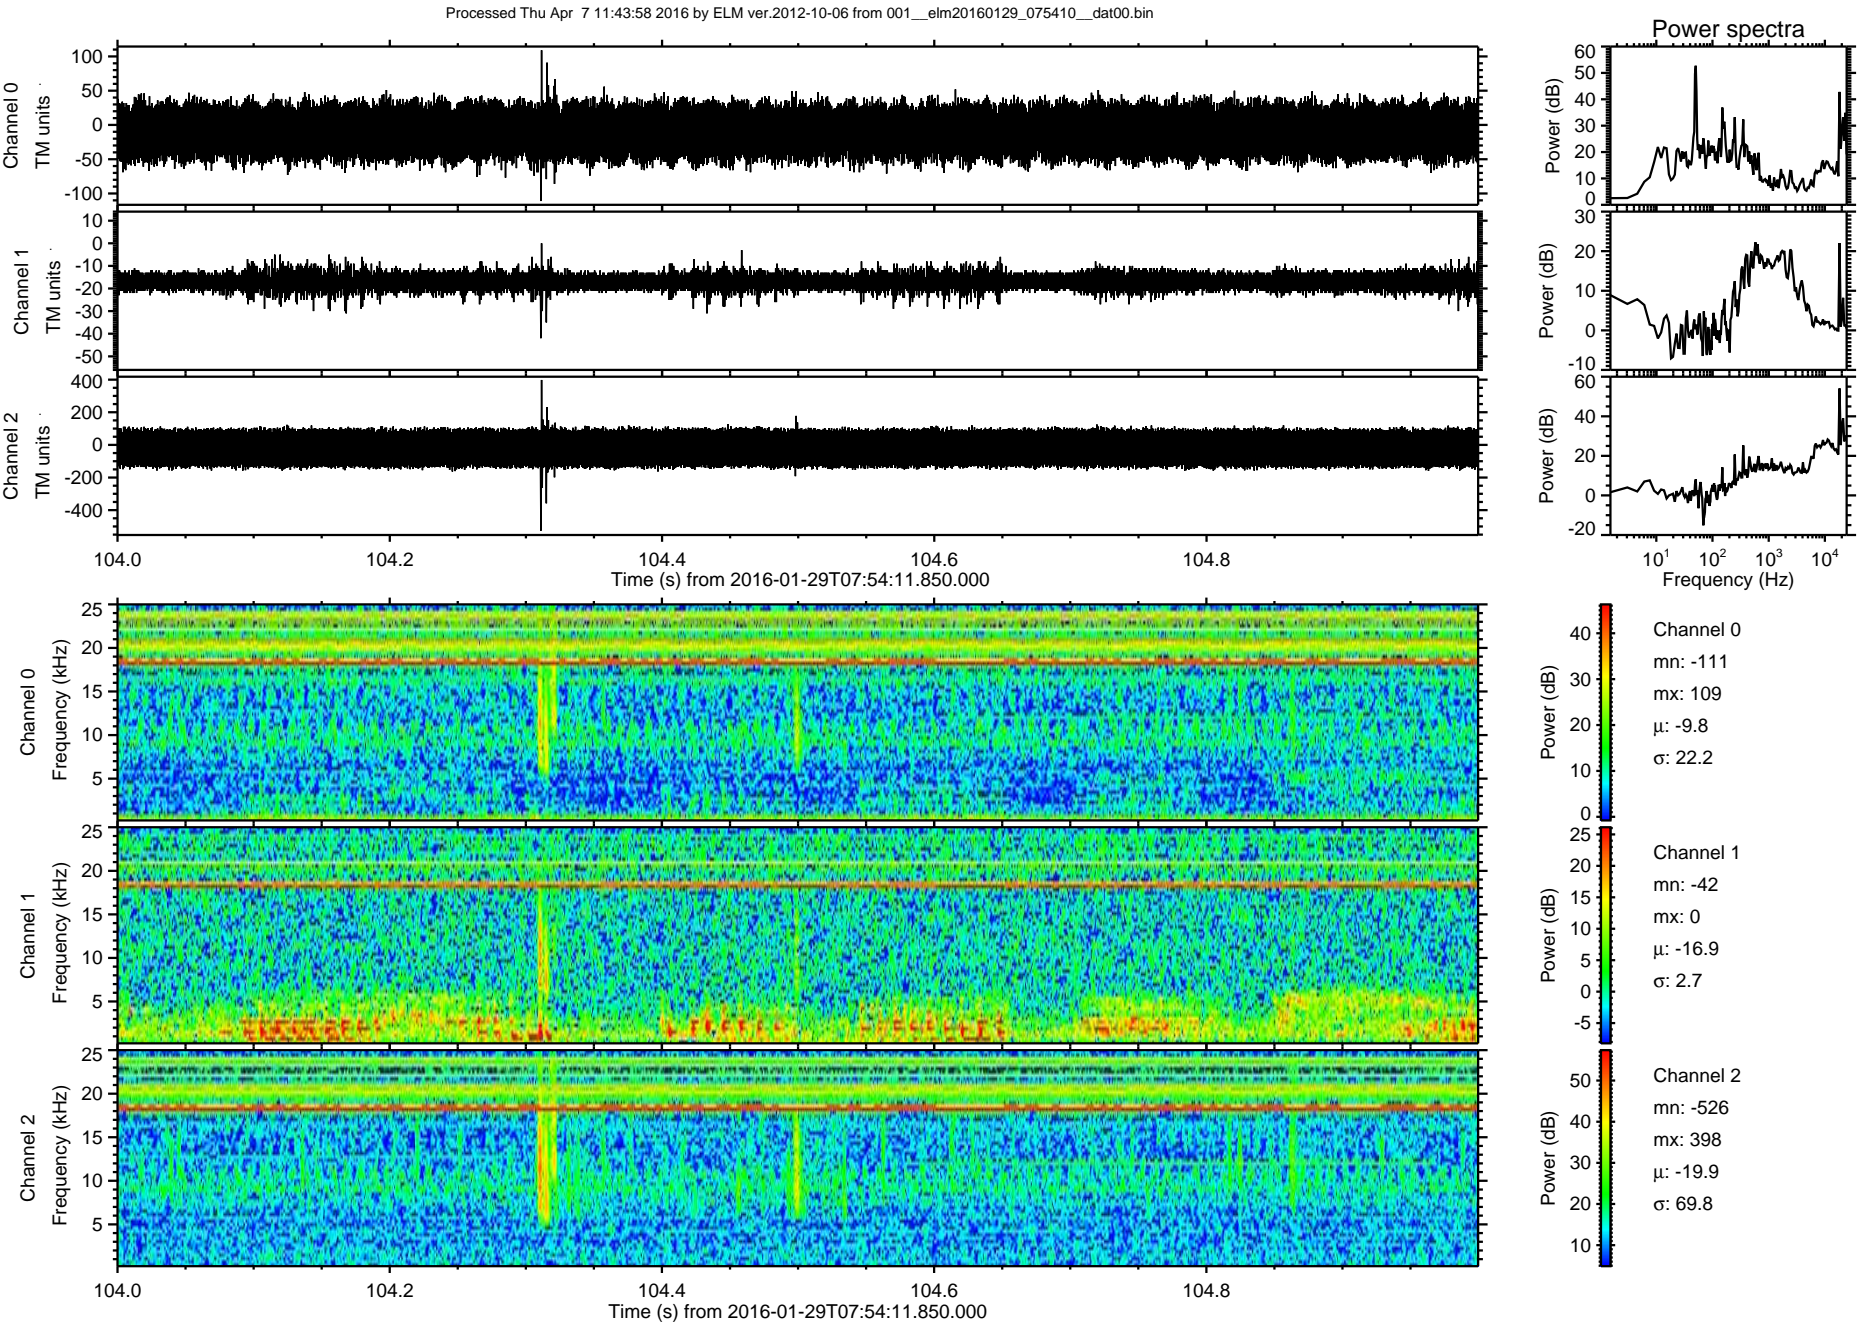 Processed Thu Apr  7 11:43:58 2016 by ELM ver.2012-10-06 from 001__elm20160129_075410__dat00.bin
Power spectra
Channel 0
TM units
100
50
0
-50
-100
Power (dB)
60
50
40
30
20
10
0
Channel 1
TM units
10
0
-10
-20
-30
-40
-50
Power (dB)
30
20
10
0
-10
Channel 2
TM units
400
200
0
-200
-400
Power (dB)
60
40
20
0
-20
104.0 104.2 104.4 104.6 104.8
Time (s) from 2016-01-29T07:54:11.850.000
10¹ 10² 10³ 10⁴
Frequency (Hz)
Channel 0
Frequency (kHz)
25
20
15
10
5
Power (dB)
40
30
20
10
0
Channel 0
mn: -111
mx: 109
μ: -9.8
σ: 22.2
Channel 1
Frequency (kHz)
25
20
15
10
5
Power (dB)
25
20
15
10
5
0
-5
Channel 1
mn: -42
mx: 0
μ: -16.9
σ: 2.7
Channel 2
Frequency (kHz)
25
20
15
10
5
Power (dB)
50
40
30
20
10
Channel 2
mn: -526
mx: 398
μ: -19.9
σ: 69.8
104.0 104.2 104.4 104.6 104.8
Time (s) from 2016-01-29T07:54:11.850.000